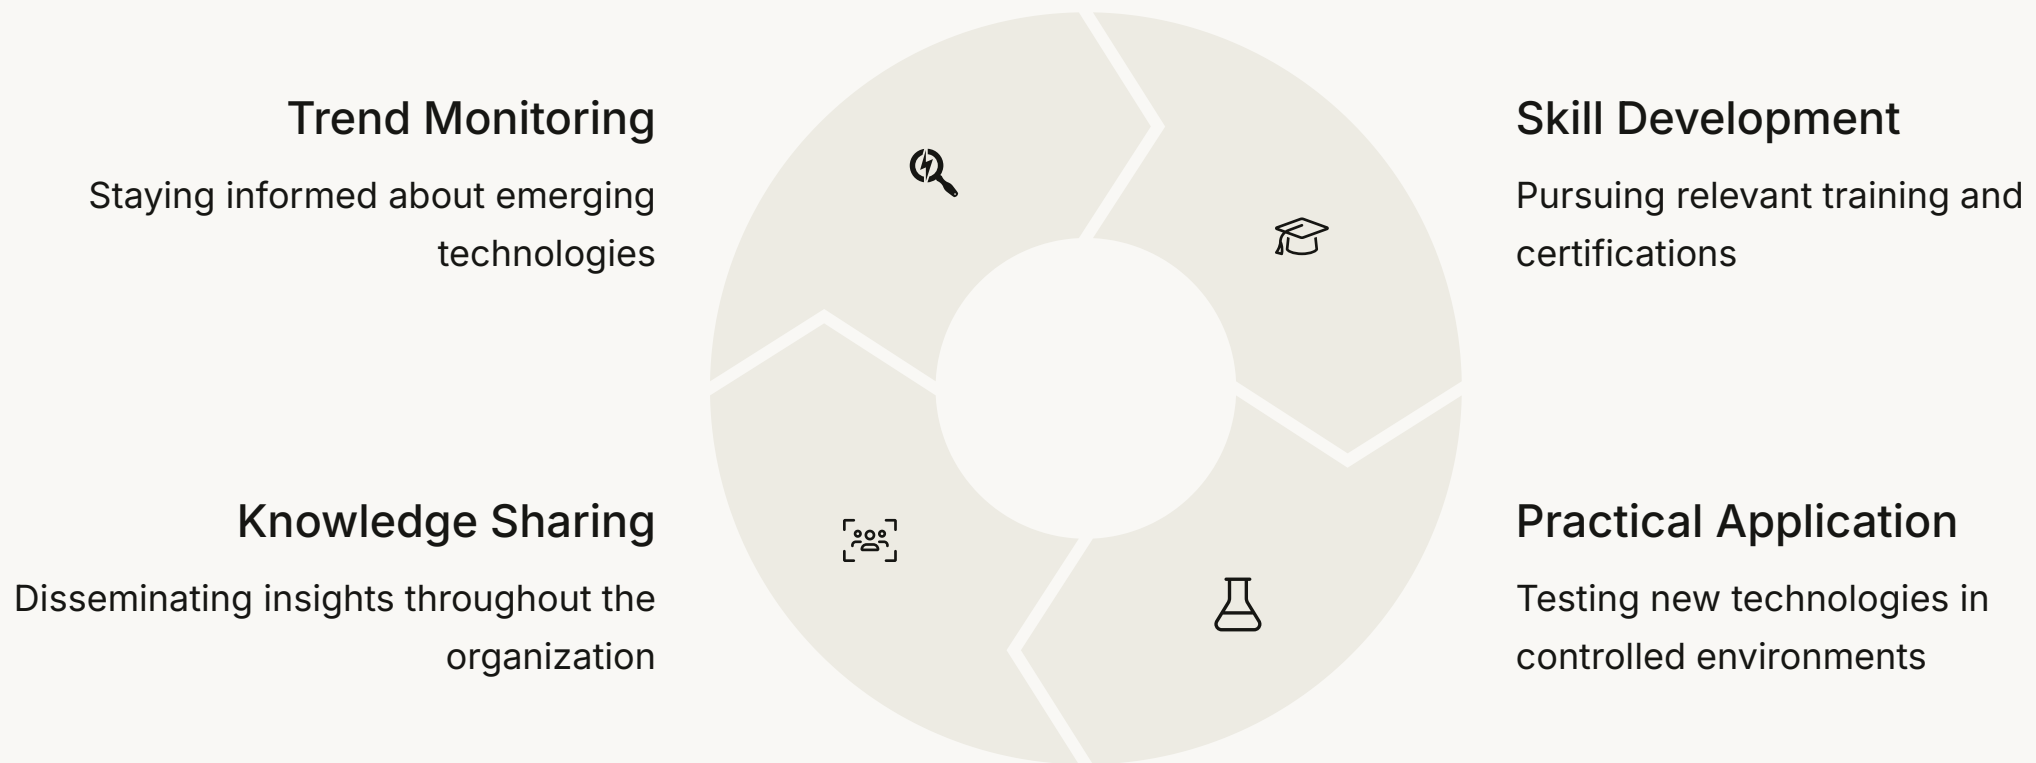 Trend Monitoring
Staying informed about emerging
technologies
Skill Development
Pursuing relevant training and
certifications
Knowledge Sharing
Disseminating insights throughout the
organization
Practical Application
Testing new technologies in
controlled environments